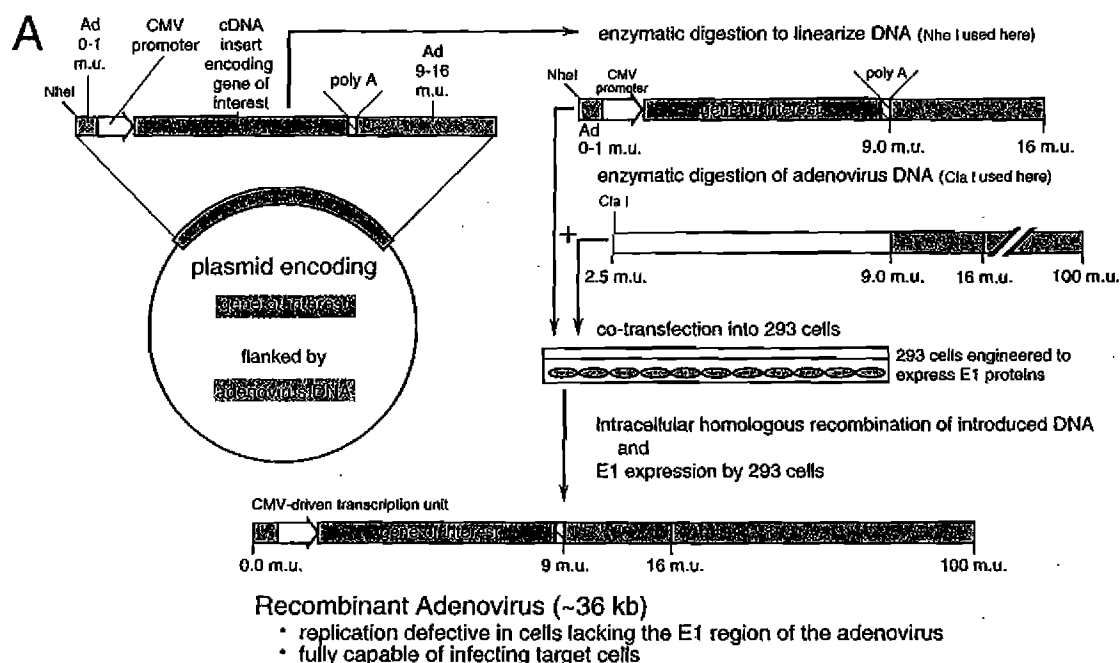 A
Ad
0-1
m.u.
CMV
promoter
cDNA
insert
encoding
gene of
interest
poly A
Ad
9-16
m.u.
NheI
enzymatic digestion to linearize DNA (Nhe I used here)
NheI
CMV
promoter
poly A
gene of interest
Ad
0-1 m.u.
9.0 m.u.
16 m.u.
enzymatic digestion of adenovirus DNA (Cla I used here)
Cla I
+
2.5 m.u.
9.0 m.u.
16 m.u.
100 m.u.
plasmid encoding
gene of interest
flanked by
adenovirus DNA
co-transfection into 293 cells
293 cells engineered to
express E1 proteins
Intracellular homologous recombination of introduced DNA
and
E1 expression by 293 cells
CMV-driven transcription unit
gene of interest
0.0 m.u.
9 m.u.
16 m.u.
100 m.u.
Recombinant Adenovirus (~36 kb)
• replication defective in cells lacking the E1 region of the adenovirus
• fully capable of infecting target cells